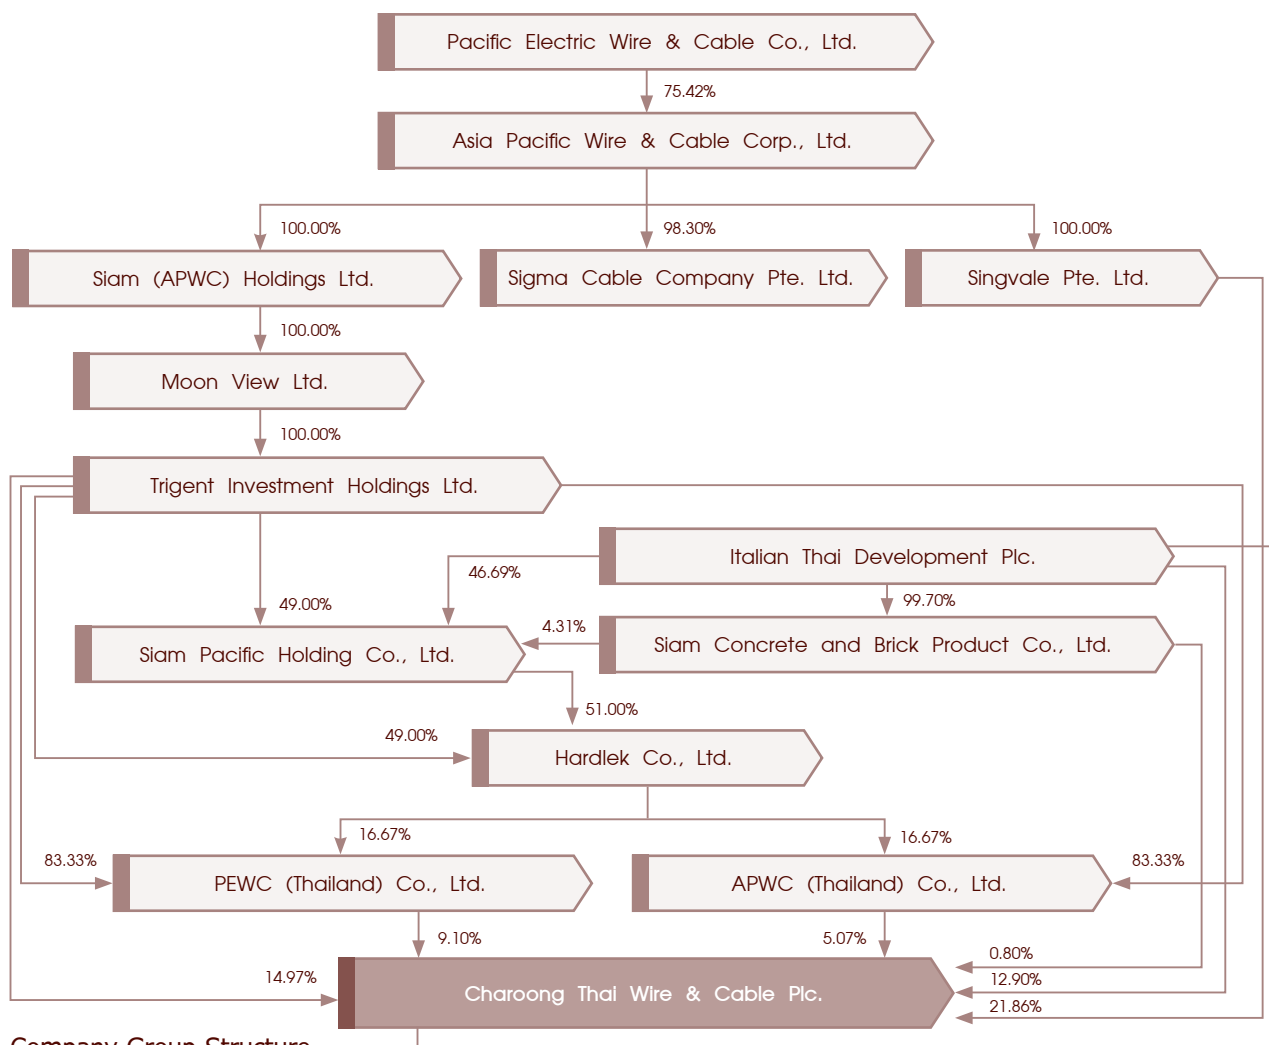 Pacific Electric Wire & Cable Co., Ltd.
75.42%
Asia Pacific Wire & Cable Corp., Ltd.
100.00%
98.30%
100.00%
Siam (APWC) Holdings Ltd.
Sigma Cable Company Pte. Ltd.
Singvale Pte. Ltd.
100.00%
Moon View Ltd.
100.00%
Trigent Investment Holdings Ltd.
Italian Thai Development Plc.
46.69%
99.70%
49.00%
4.31%
Siam Concrete and Brick Product Co., Ltd.
Siam Pacific Holding Co., Ltd.
51.00%
49.00%
Hardlek Co., Ltd.
16.67%
16.67%
83.33%
83.33%
PEWC (Thailand) Co., Ltd.
APWC (Thailand) Co., Ltd.
9.10%
5.07%
0.80%
14.97%
12.90%
Charoong Thai Wire & Cable Plc.
21.86%
Company Group Structure